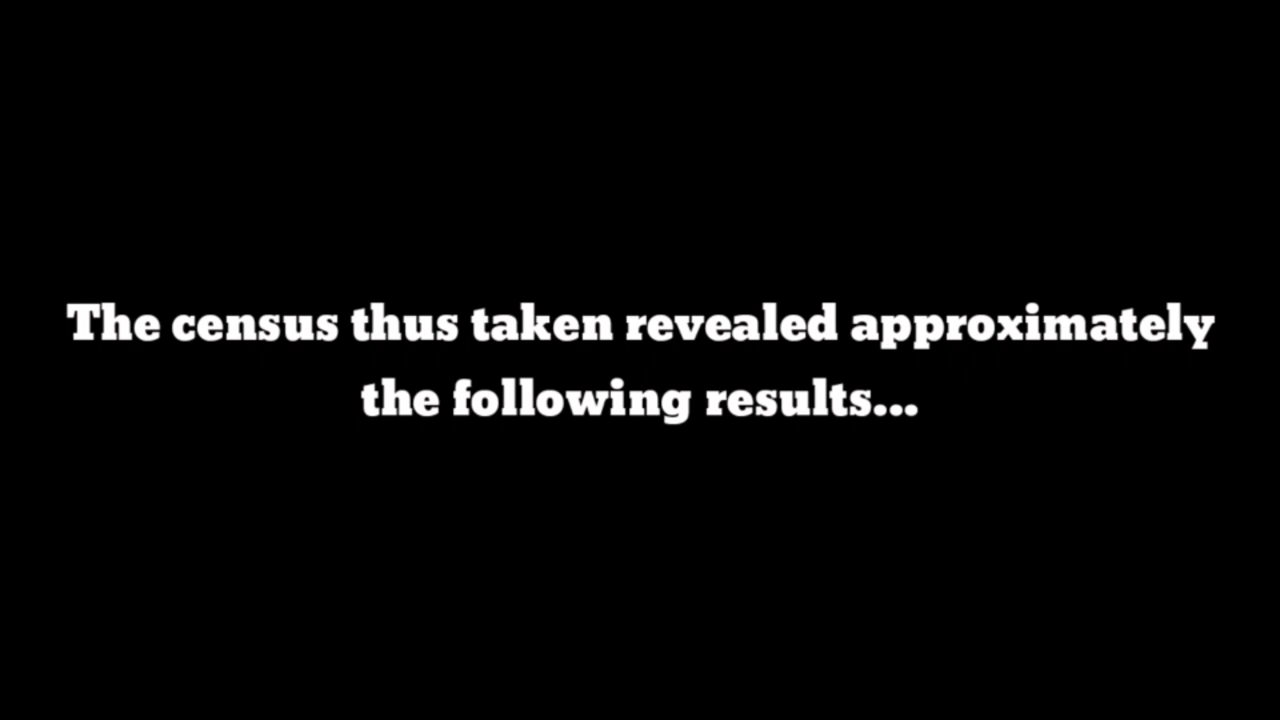 The census thus taken revealed approximately
the following results...